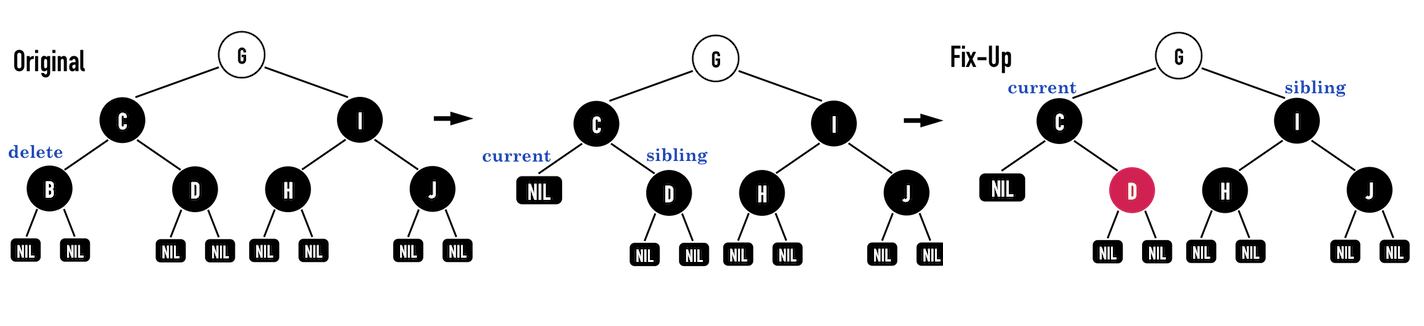 Original
G
C I
delete
B D H J
NIL NIL NIL NIL NIL NIL NIL NIL
G
C I
current sibling
NIL D H J
NIL NIL NIL NIL NIL NIL
Fix-Up
G
current sibling
C I
NIL D H J
NIL NIL NIL NIL NIL NIL